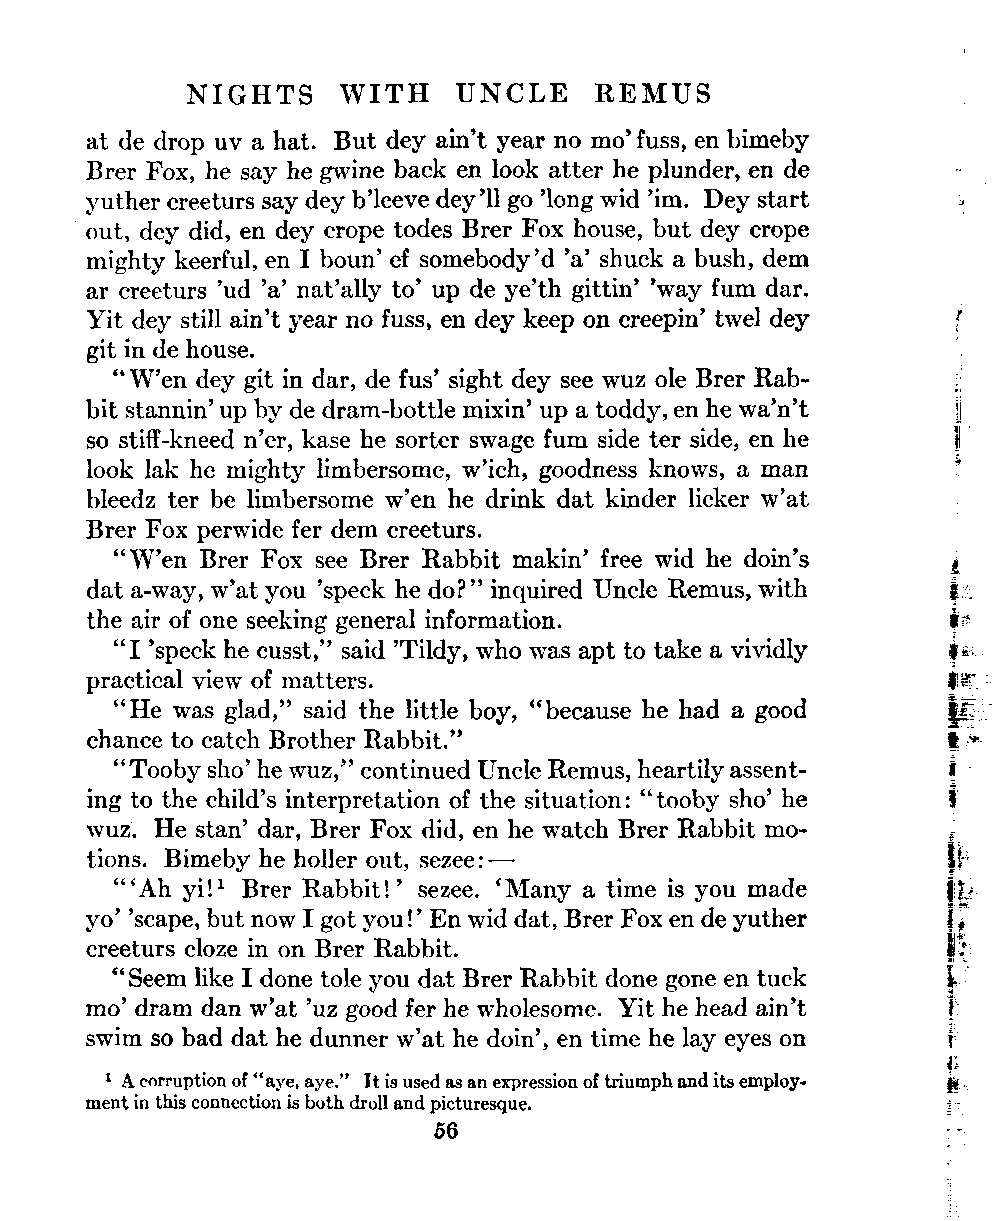 NIGHTS WITH UNCLE REMUS
at de drop uv a hat. But dey ain't year no mo' fuss, en bimeby
Brer Fox, he say he gwine back en look atter he plunder, en de
yuther creeturs say dey b'leeve dey'll go 'long wid 'im. Dey start
out, dey did, en dey crope todes Brer Fox house, but dey crope
mighty keerful, en I boun' ef somebody'd 'a' shuck a bush, dem
ar creeturs 'ud 'a' nat'ally to' up de ye'th gittin' 'way fum dar.
Yit dey still ain't year no fuss, en dey keep on creepin' twel dey
git in de house.
"W'en dey git in dar, de fus' sight dey see wuz ole Brer Rab-
bit stannin' up by de dram-bottle mixin' up a toddy, en he wa'n't
so stiff-kneed n'er, kase he sorter swage fum side ter side, en he
look lak he mighty limbersome, w'ich, goodness knows, a man
bleedz ter be limbersome w'en he drink dat kinder licker w'at
Brer Fox perwide fer dem creeturs.
"W'en Brer Fox see Brer Rabbit makin' free wid he doin's
dat a-way, w'at you 'speck he do?" inquired Uncle Remus, with
the air of one seeking general information.
"I 'speck he cusst," said 'Tildy, who was apt to take a vividly
practical view of matters.
"He was glad," said the little boy, "because he had a good
chance to catch Brother Rabbit."
"Tooby sho' he wuz," continued Uncle Remus, heartily assent-
ing to the child's interpretation of the situation: "tooby sho' he
wuz. He stan' dar, Brer Fox did, en he watch Brer Rabbit mo-
tions. Bimeby he holler out, sezee:—
"'Ah yi!¹ Brer Rabbit!' sezee. 'Many a time is you made
yo' 'scape, but now I got you!' En wid dat, Brer Fox en de yuther
creeturs cloze in on Brer Rabbit.
"Seem like I done tole you dat Brer Rabbit done gone en tuck
mo' dram dan w'at 'uz good fer he wholesome. Yit he head ain't
swim so bad dat he dunner w'at he doin', en time he lay eyes on
¹ A corruption of "aye, aye." It is used as an expression of triumph and its employ-
ment in this connection is both droll and picturesque.
56